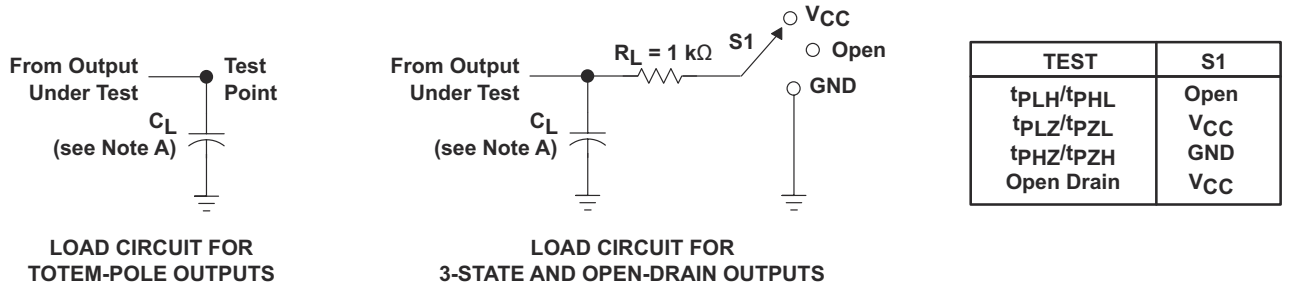 From Output
Under Test
Test
Point
CL
(see Note A)
LOAD CIRCUIT FOR
TOTEM-POLE OUTPUTS
From Output
Under Test
RL = 1 kΩ
S1
VCC
Open
GND
CL
(see Note A)
LOAD CIRCUIT FOR
3-STATE AND OPEN-DRAIN OUTPUTS
TEST S1
tPLH/tPHL Open
tPLZ/tPZL VCC
tPHZ/tPZH GND
Open Drain VCC